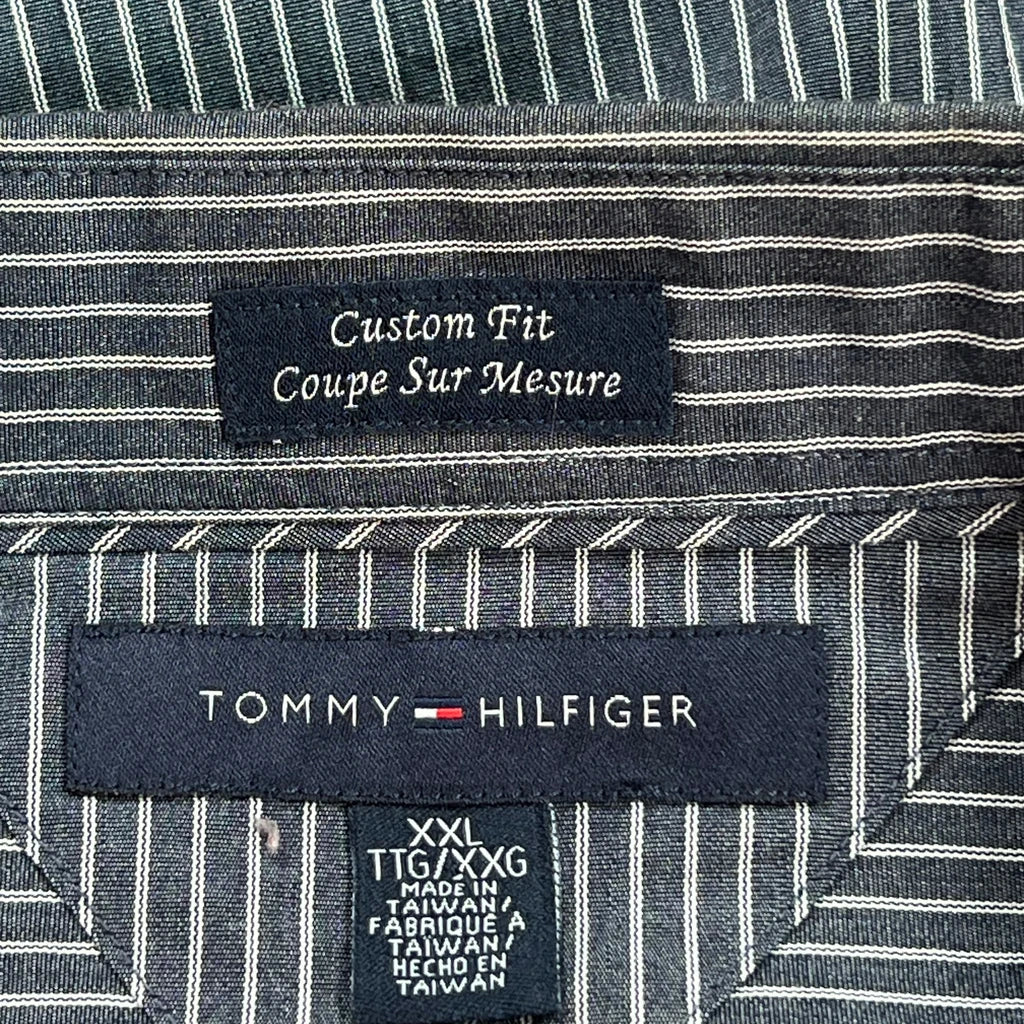 Custom Fit
Coupe Sur Mesure
TOMMY HILFIGER
XXL
TTG/XXG
MADE IN
TAIWAN/
FABRIQUÉ À
TAIWAN/
HECHO EN
TAIWAN